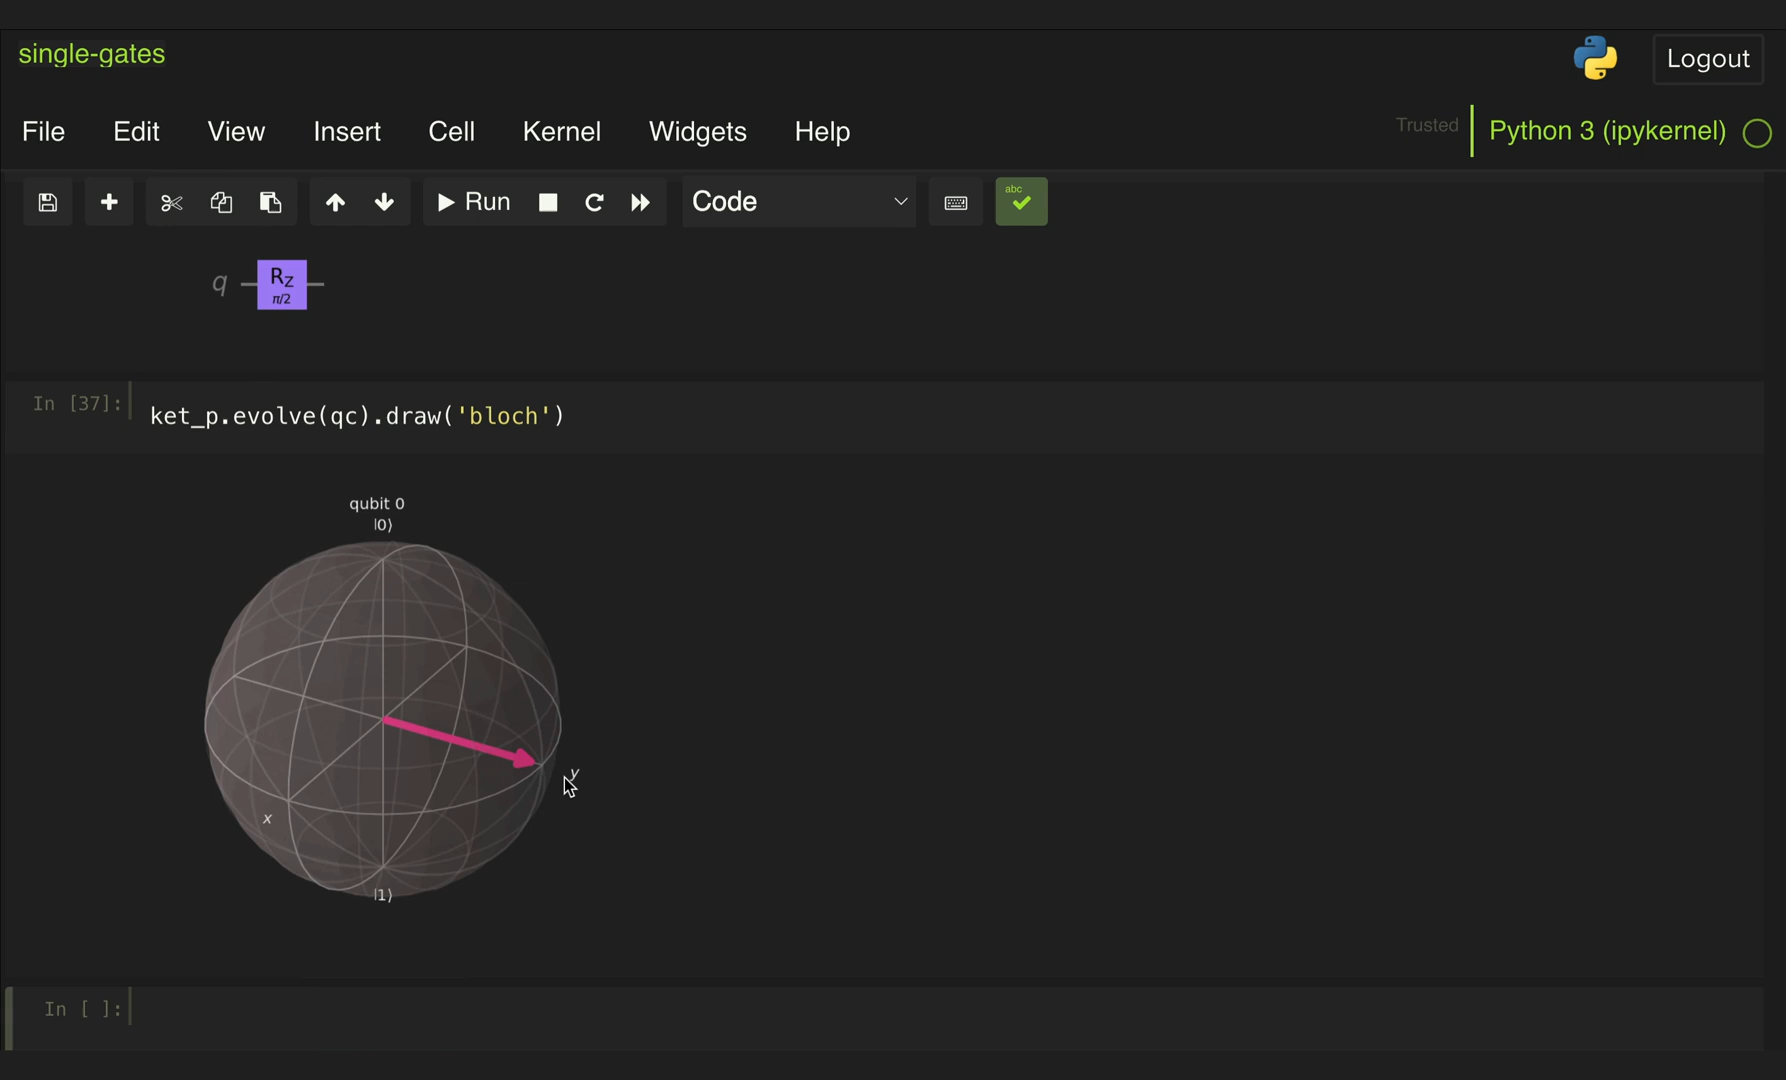 single-gates
Logout
File Edit View Insert Cell Kernel Widgets Help
Trusted
Python 3 (ipykernel)
Run
Code
abc
q
RZ
π/2
In [37]:
ket_p.evolve(qc).draw('bloch')
qubit 0
|0⟩
y
x
|1⟩
In [ ]: